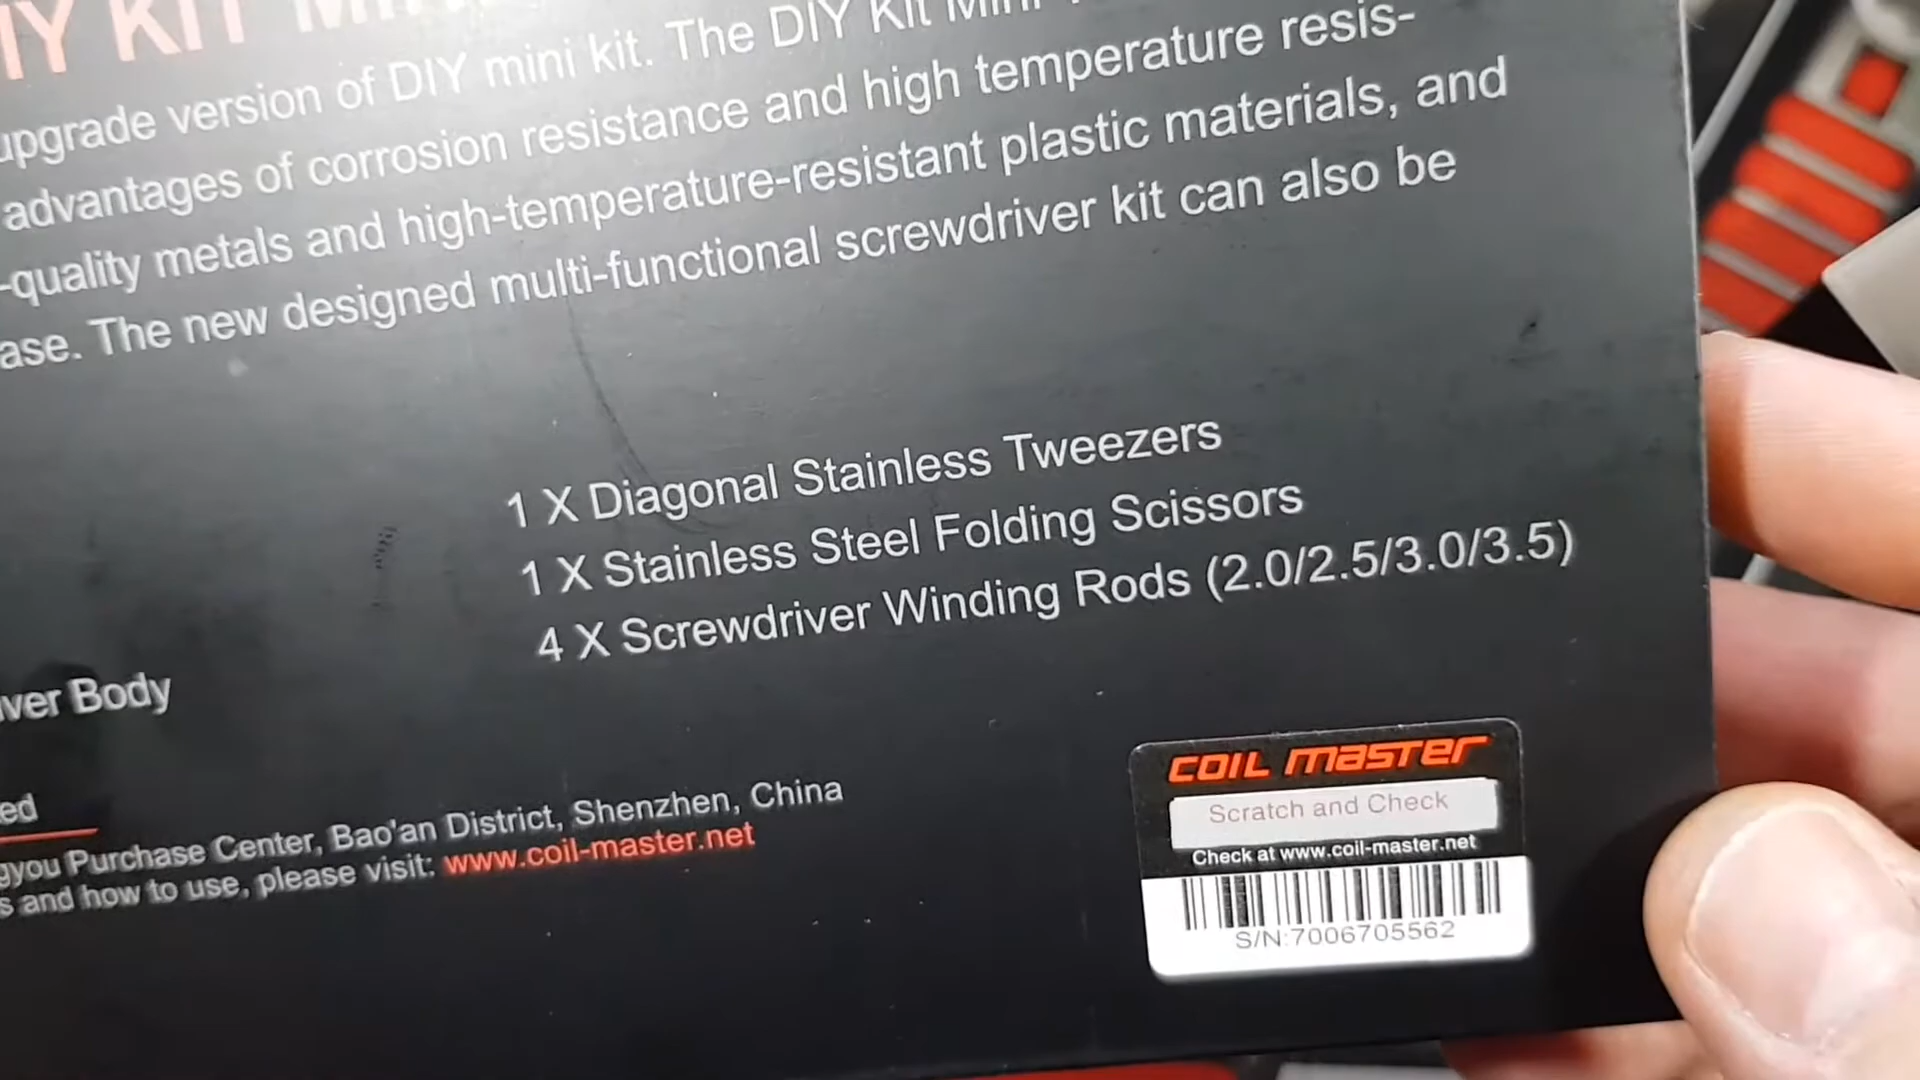 DIY KIT Mini
upgrade version of DIY mini kit. The DIY Kit Mini
advantages of corrosion resistance and high temperature resis-
-quality metals and high-temperature-resistant plastic materials, and
ase. The new designed multi-functional screwdriver kit can also be
1 X Diagonal Stainless Tweezers
1 X Stainless Steel Folding Scissors
4 X Screwdriver Winding Rods (2.0/2.5/3.0/3.5)
iver Body
ed
gyou Purchase Center, Bao'an District, Shenzhen, China
s and how to use, please visit: www.coil-master.net
COIL MASTER
Scratch and Check
Check at www.coil-master.net
S/N:7006705562